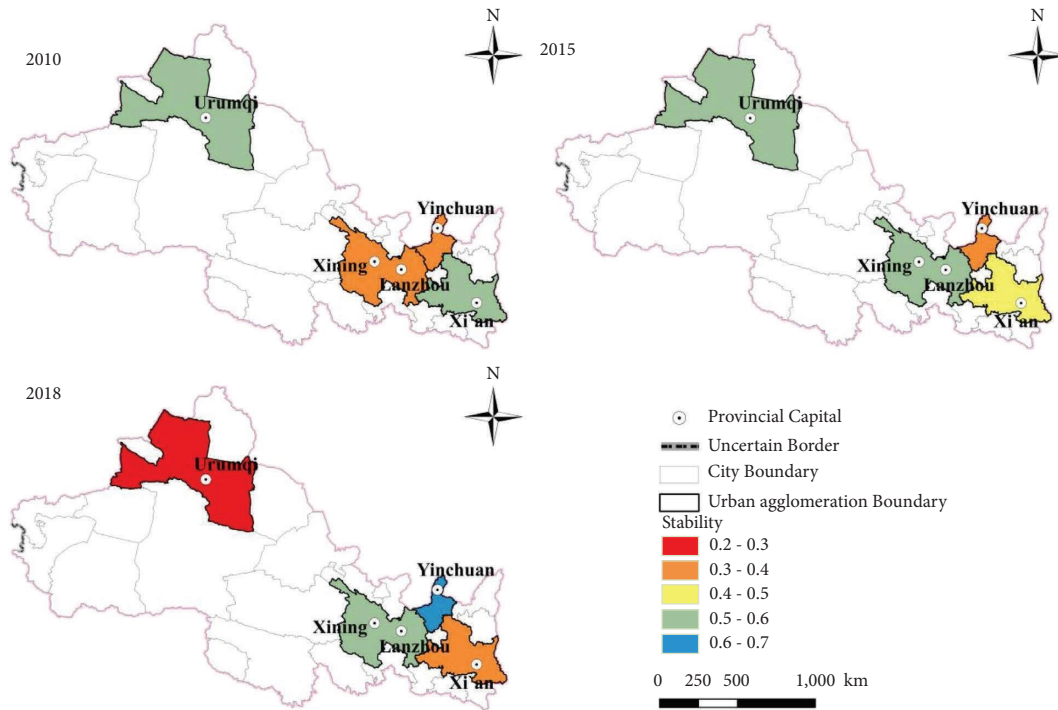 2010
N
Urumqi
Yinchuan
Xining
Lanzhou
Xi'an
2015
N
Urumqi
Yinchuan
Xining
Lanzhou
Xi'an
2018
N
Urumqi
Yinchuan
Xining
Lanzhou
Xi'an
Provincial Capital
Uncertain Border
City Boundary
Urban agglomeration Boundary
Stability
0.2 - 0.3
0.3 - 0.4
0.4 - 0.5
0.5 - 0.6
0.6 - 0.7
0 250 500 1,000 km